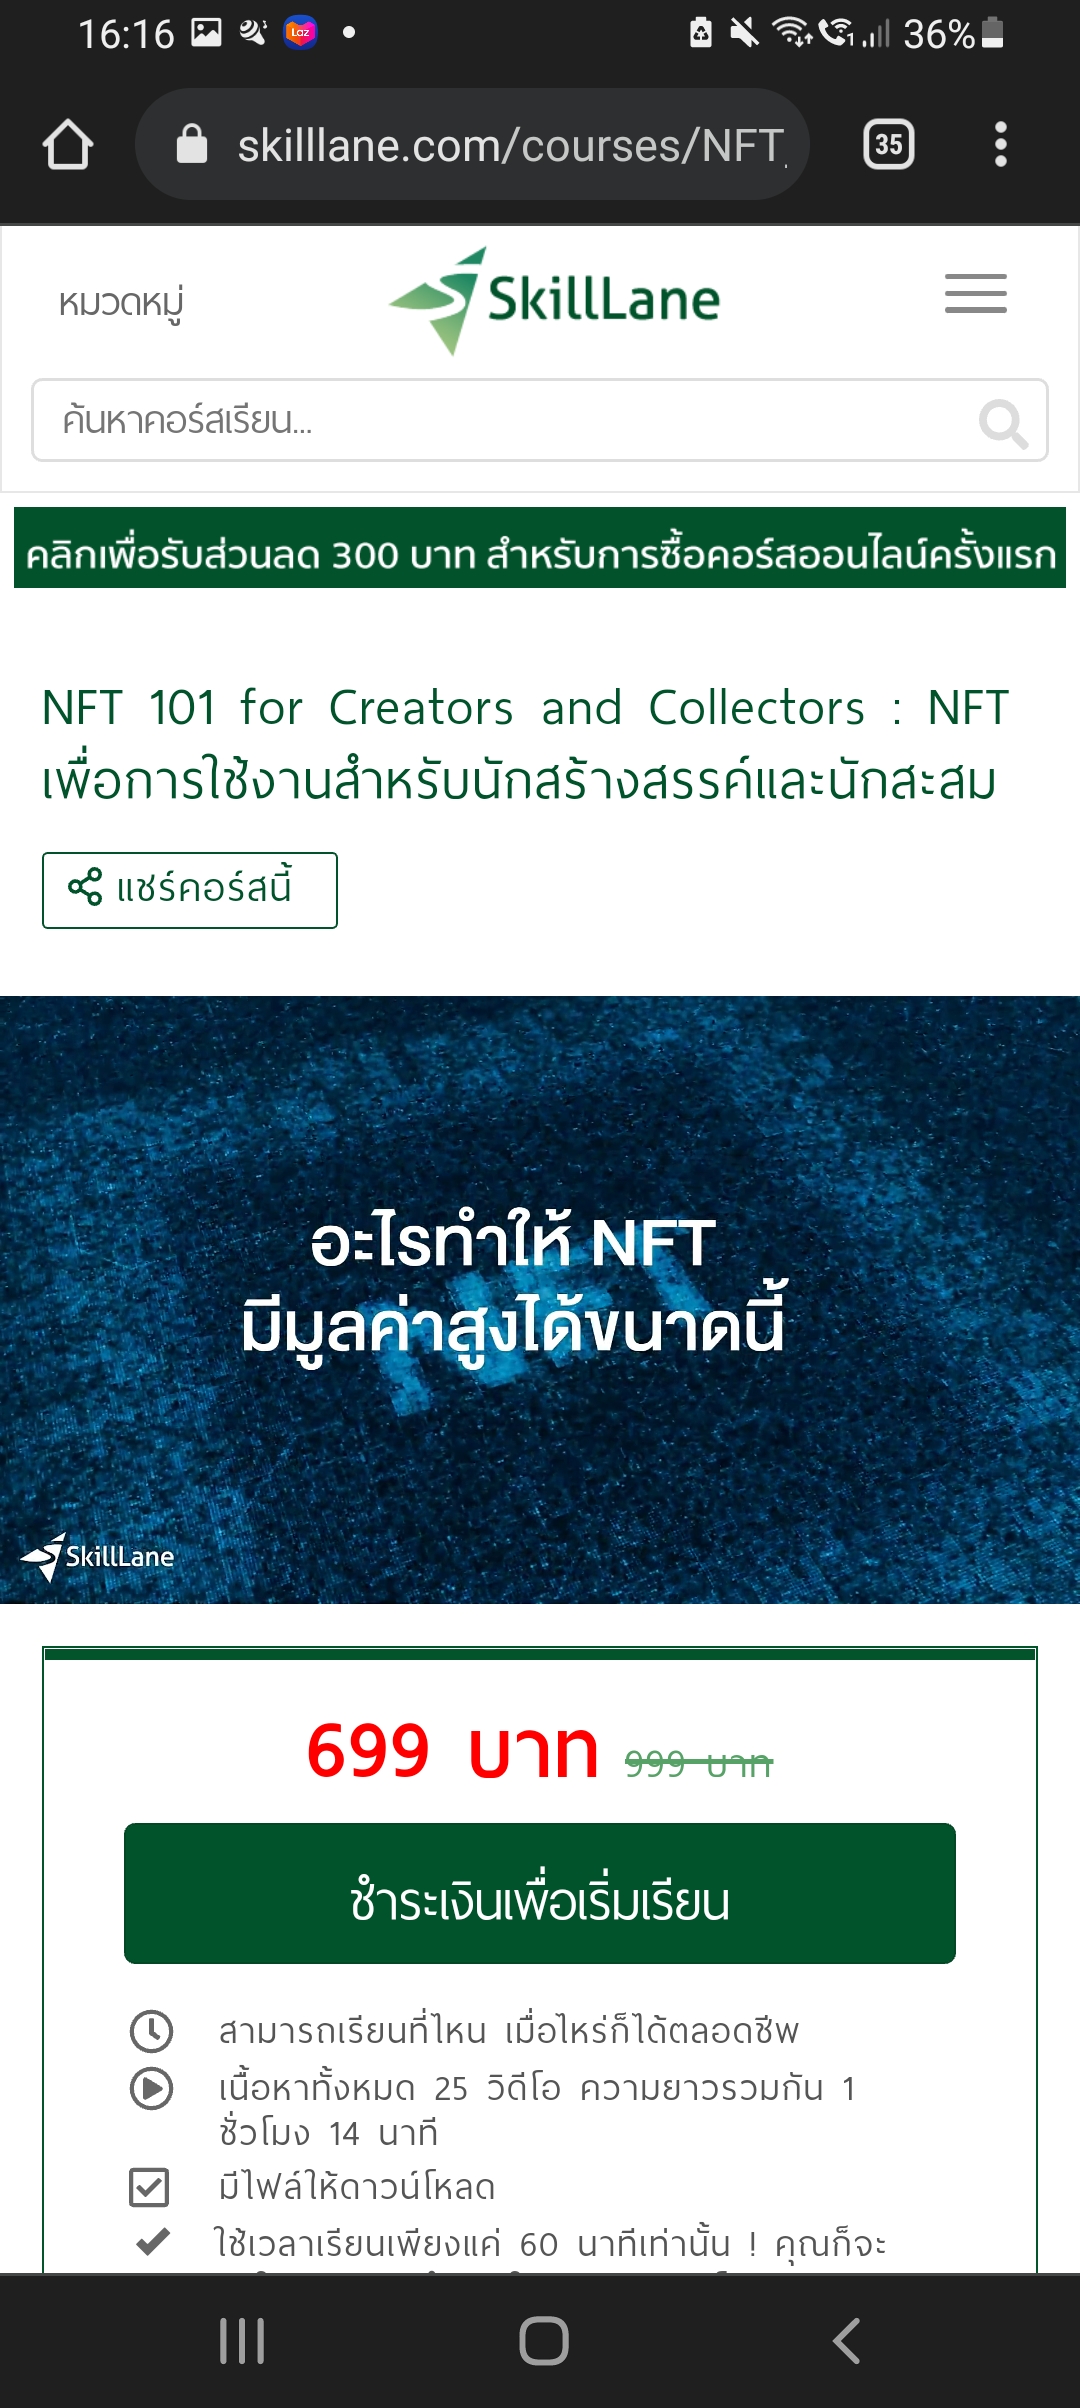 16:16
Laz
1
36%
skilllane.com/courses/NFT_
35
หมวดหมู่
SkillLane
ค้นหาคอร์สเรียน...
คลิกเพื่อรับส่วนลด 300 บาท สำหรับการซื้อคอร์สออนไลน์ครั้งแรก
NFT 101 for Creators and Collectors : NFT
เพื่อการใช้งานสำหรับนักสร้างสรรค์และนักสะสม
แชร์คอร์สนี้
อะไรทำให้ NFT
มีมูลค่าสูงได้ขนาดนี้
SkillLane
699 บาท 999 บาท
ชำระเงินเพื่อเริ่มเรียน
สามารถเรียนที่ไหน เมื่อไหร่ก็ได้ตลอดชีพ
เนื้อหาทั้งหมด 25 วิดีโอ ความยาวรวมกัน 1
ชั่วโมง 14 นาที
มีไฟล์ให้ดาวน์โหลด
ใช้เวลาเรียนเพียงแค่ 60 นาทีเท่านั้น ! คุณก็จะ